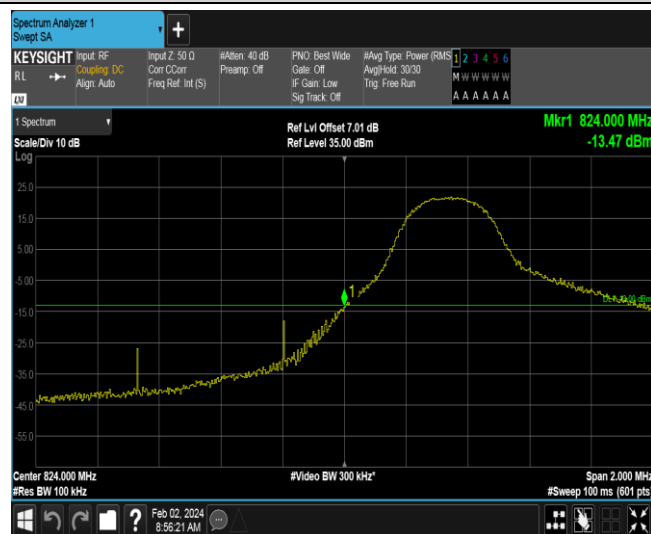 Spectrum Analyzer 1
Swept SA
+
KEYSIGHT
RL
LXI
Input: RF
Coupling: DC
Align: Auto
Input Z: 50 Ω
Corr CCorr
Freq Ref: Int (S)
#Atten: 40 dB
Preamp: Off
PNO: Best Wide
Gate: Off
IF Gain: Low
Sig Track: Off
#Avg Type: Power (RMS
Avg|Hold: 30/30
Trig: Free Run
1 2 3 4 5 6
M W W W W W
A A A A A A
1 Spectrum
Scale/Div 10 dB
Log
Ref Lvl Offset 7.01 dB
Ref Level 35.00 dBm
Mkr1 824.000 MHz
-13.47 dBm
25.0
15.0
5.00
-5.00
-15.0
-25.0
-35.0
-45.0
-55.0
1
dBm
Center 824.000 MHz
#Res BW 100 kHz
#Video BW 300 kHz*
Span 2.000 MHz
#Sweep 100 ms (601 pts)
?
Feb 02, 2024
8:56:21 AM